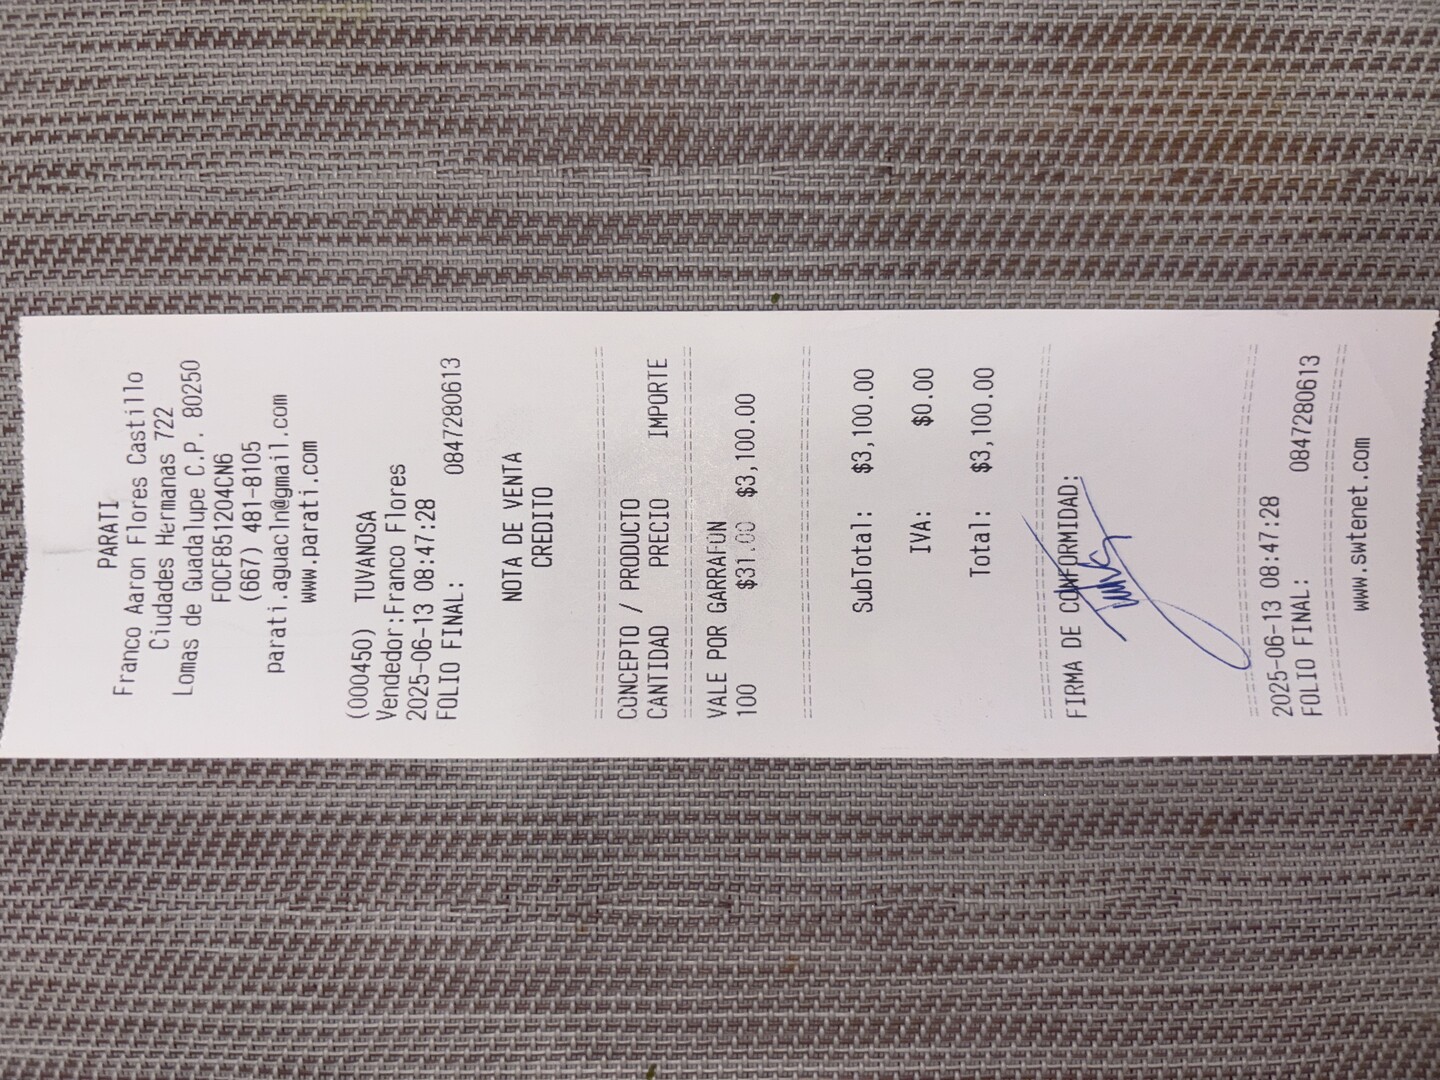 PARATI
Franco Aaron Flores Castillo
Ciudades Hermanas 722
Lomas de Guadalupe C.P. 80250
FOCF851204CN6
(667) 481-8105
parati.aguacln@gmail.com
www.parati.com
(000450) TUVANOSA
Vendedor:Franco Flores
2025-06-13 08:47:28
FOLIO FINAL: 0847280613
NOTA DE VENTA
CREDITO
CONCEPTO / PRODUCTO
CANTIDAD PRECIO IMPORTE
VALE POR GARRAFON
100 $31.00 $3,100.00
SubTotal: $3,100.00
IVA: $0.00
Total: $3,100.00
FIRMA DE CONFORMIDAD:
2025-06-13 08:47:28
FOLIO FINAL: 0847280613
www.swtenet.com